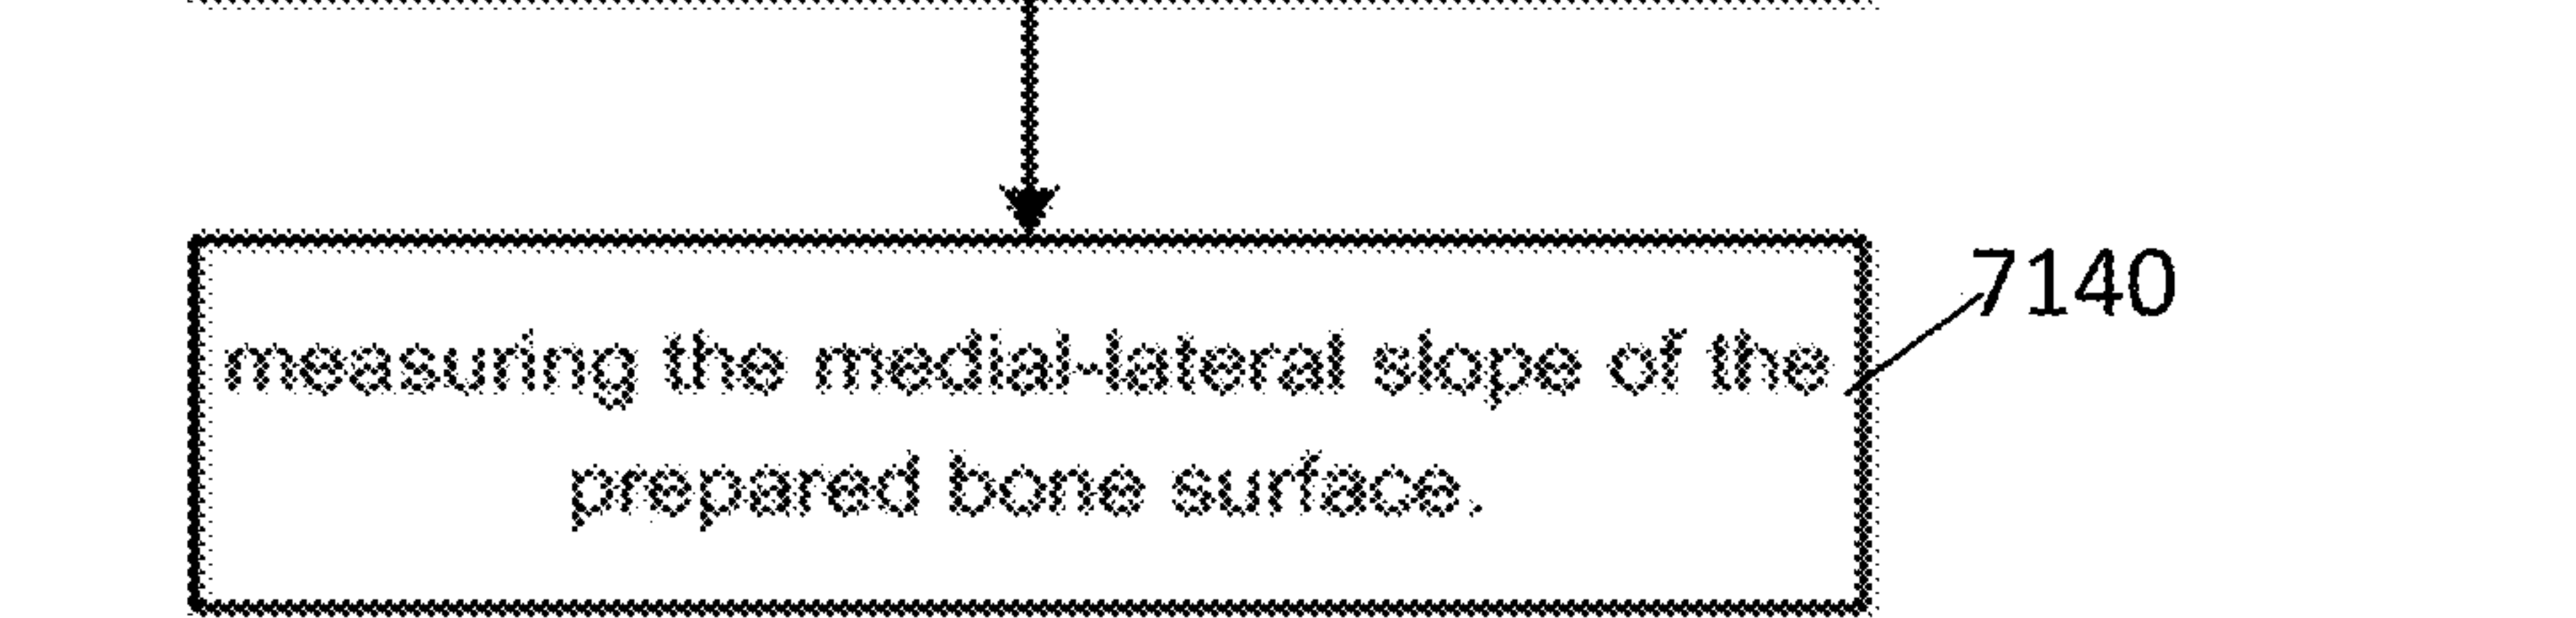 7140
measuring the medial-lateral slope of the
prepared bone surface.